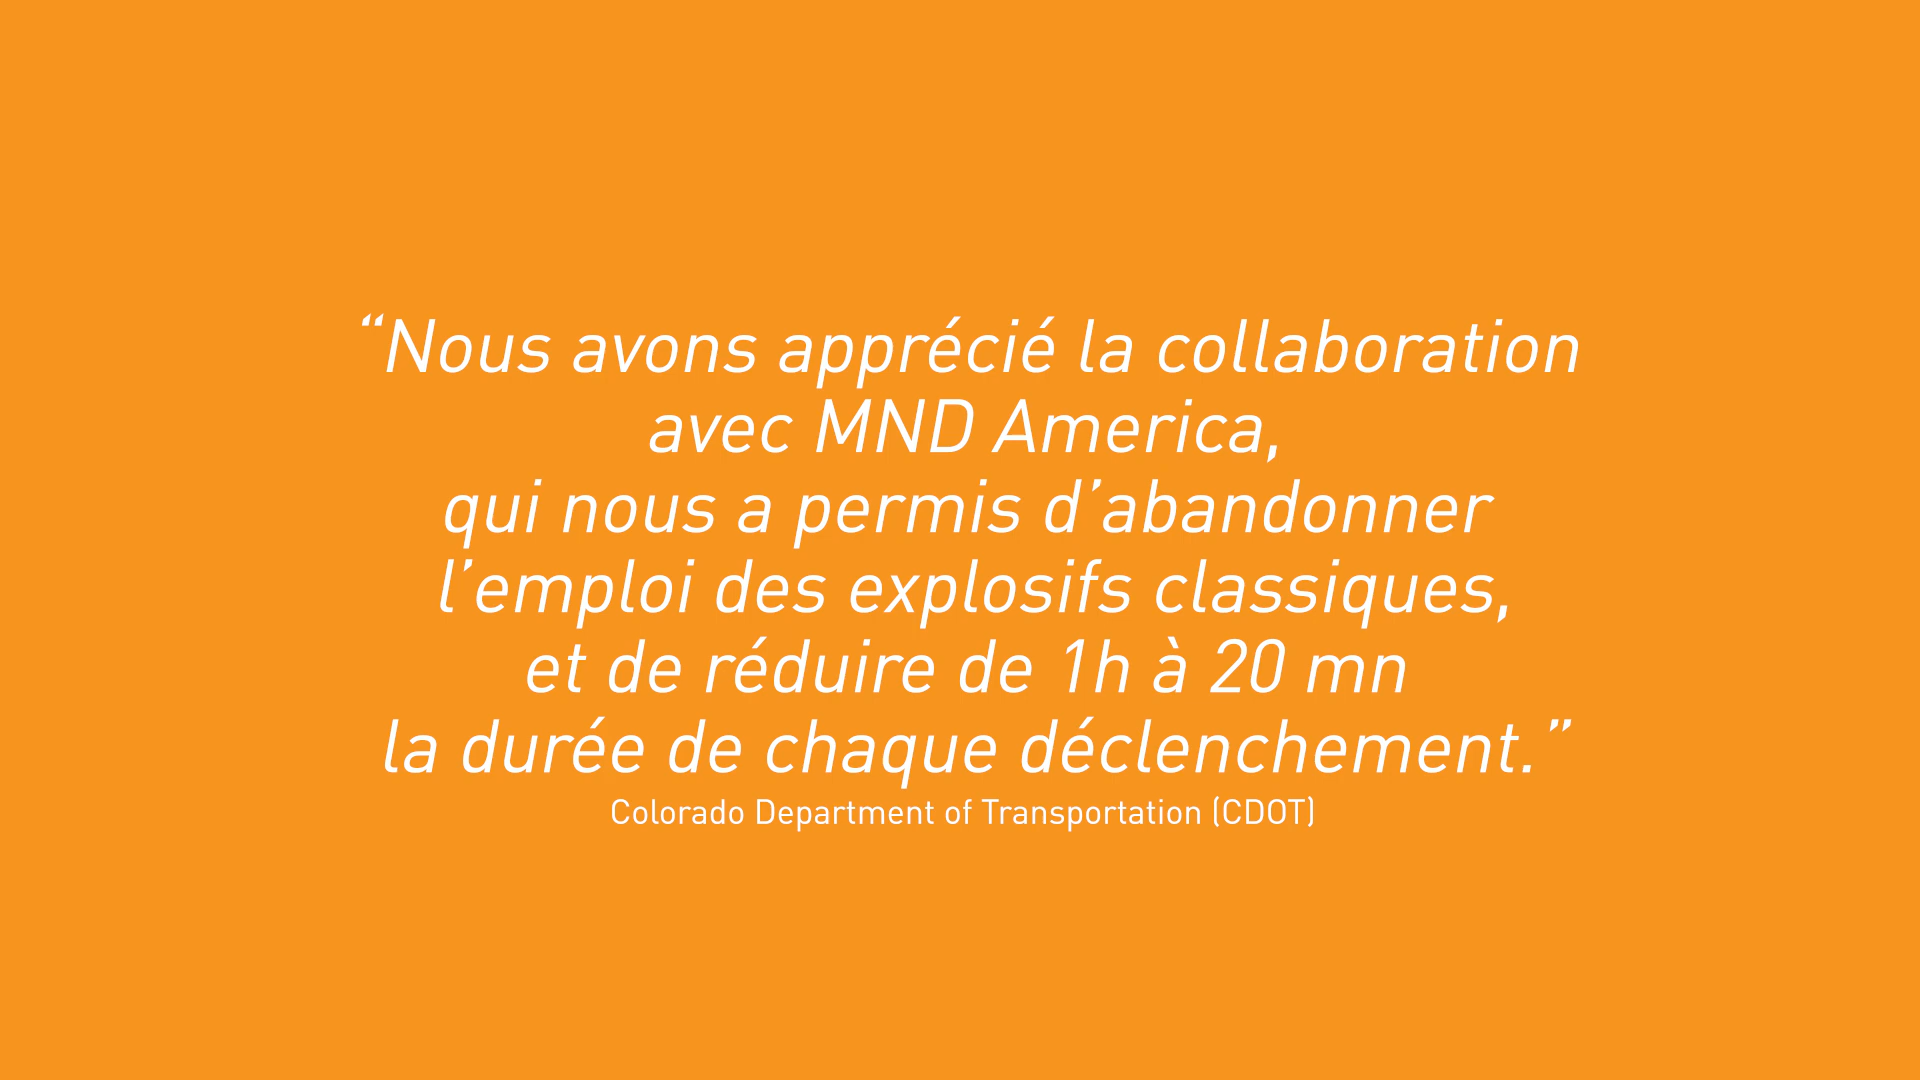 “Nous avons apprécié la collaboration
avec MND America,
qui nous a permis d’abandonner
l’emploi des explosifs classiques,
et de réduire de 1h à 20 mn
la durée de chaque déclenchement.”
Colorado Department of Transportation (CDOT)